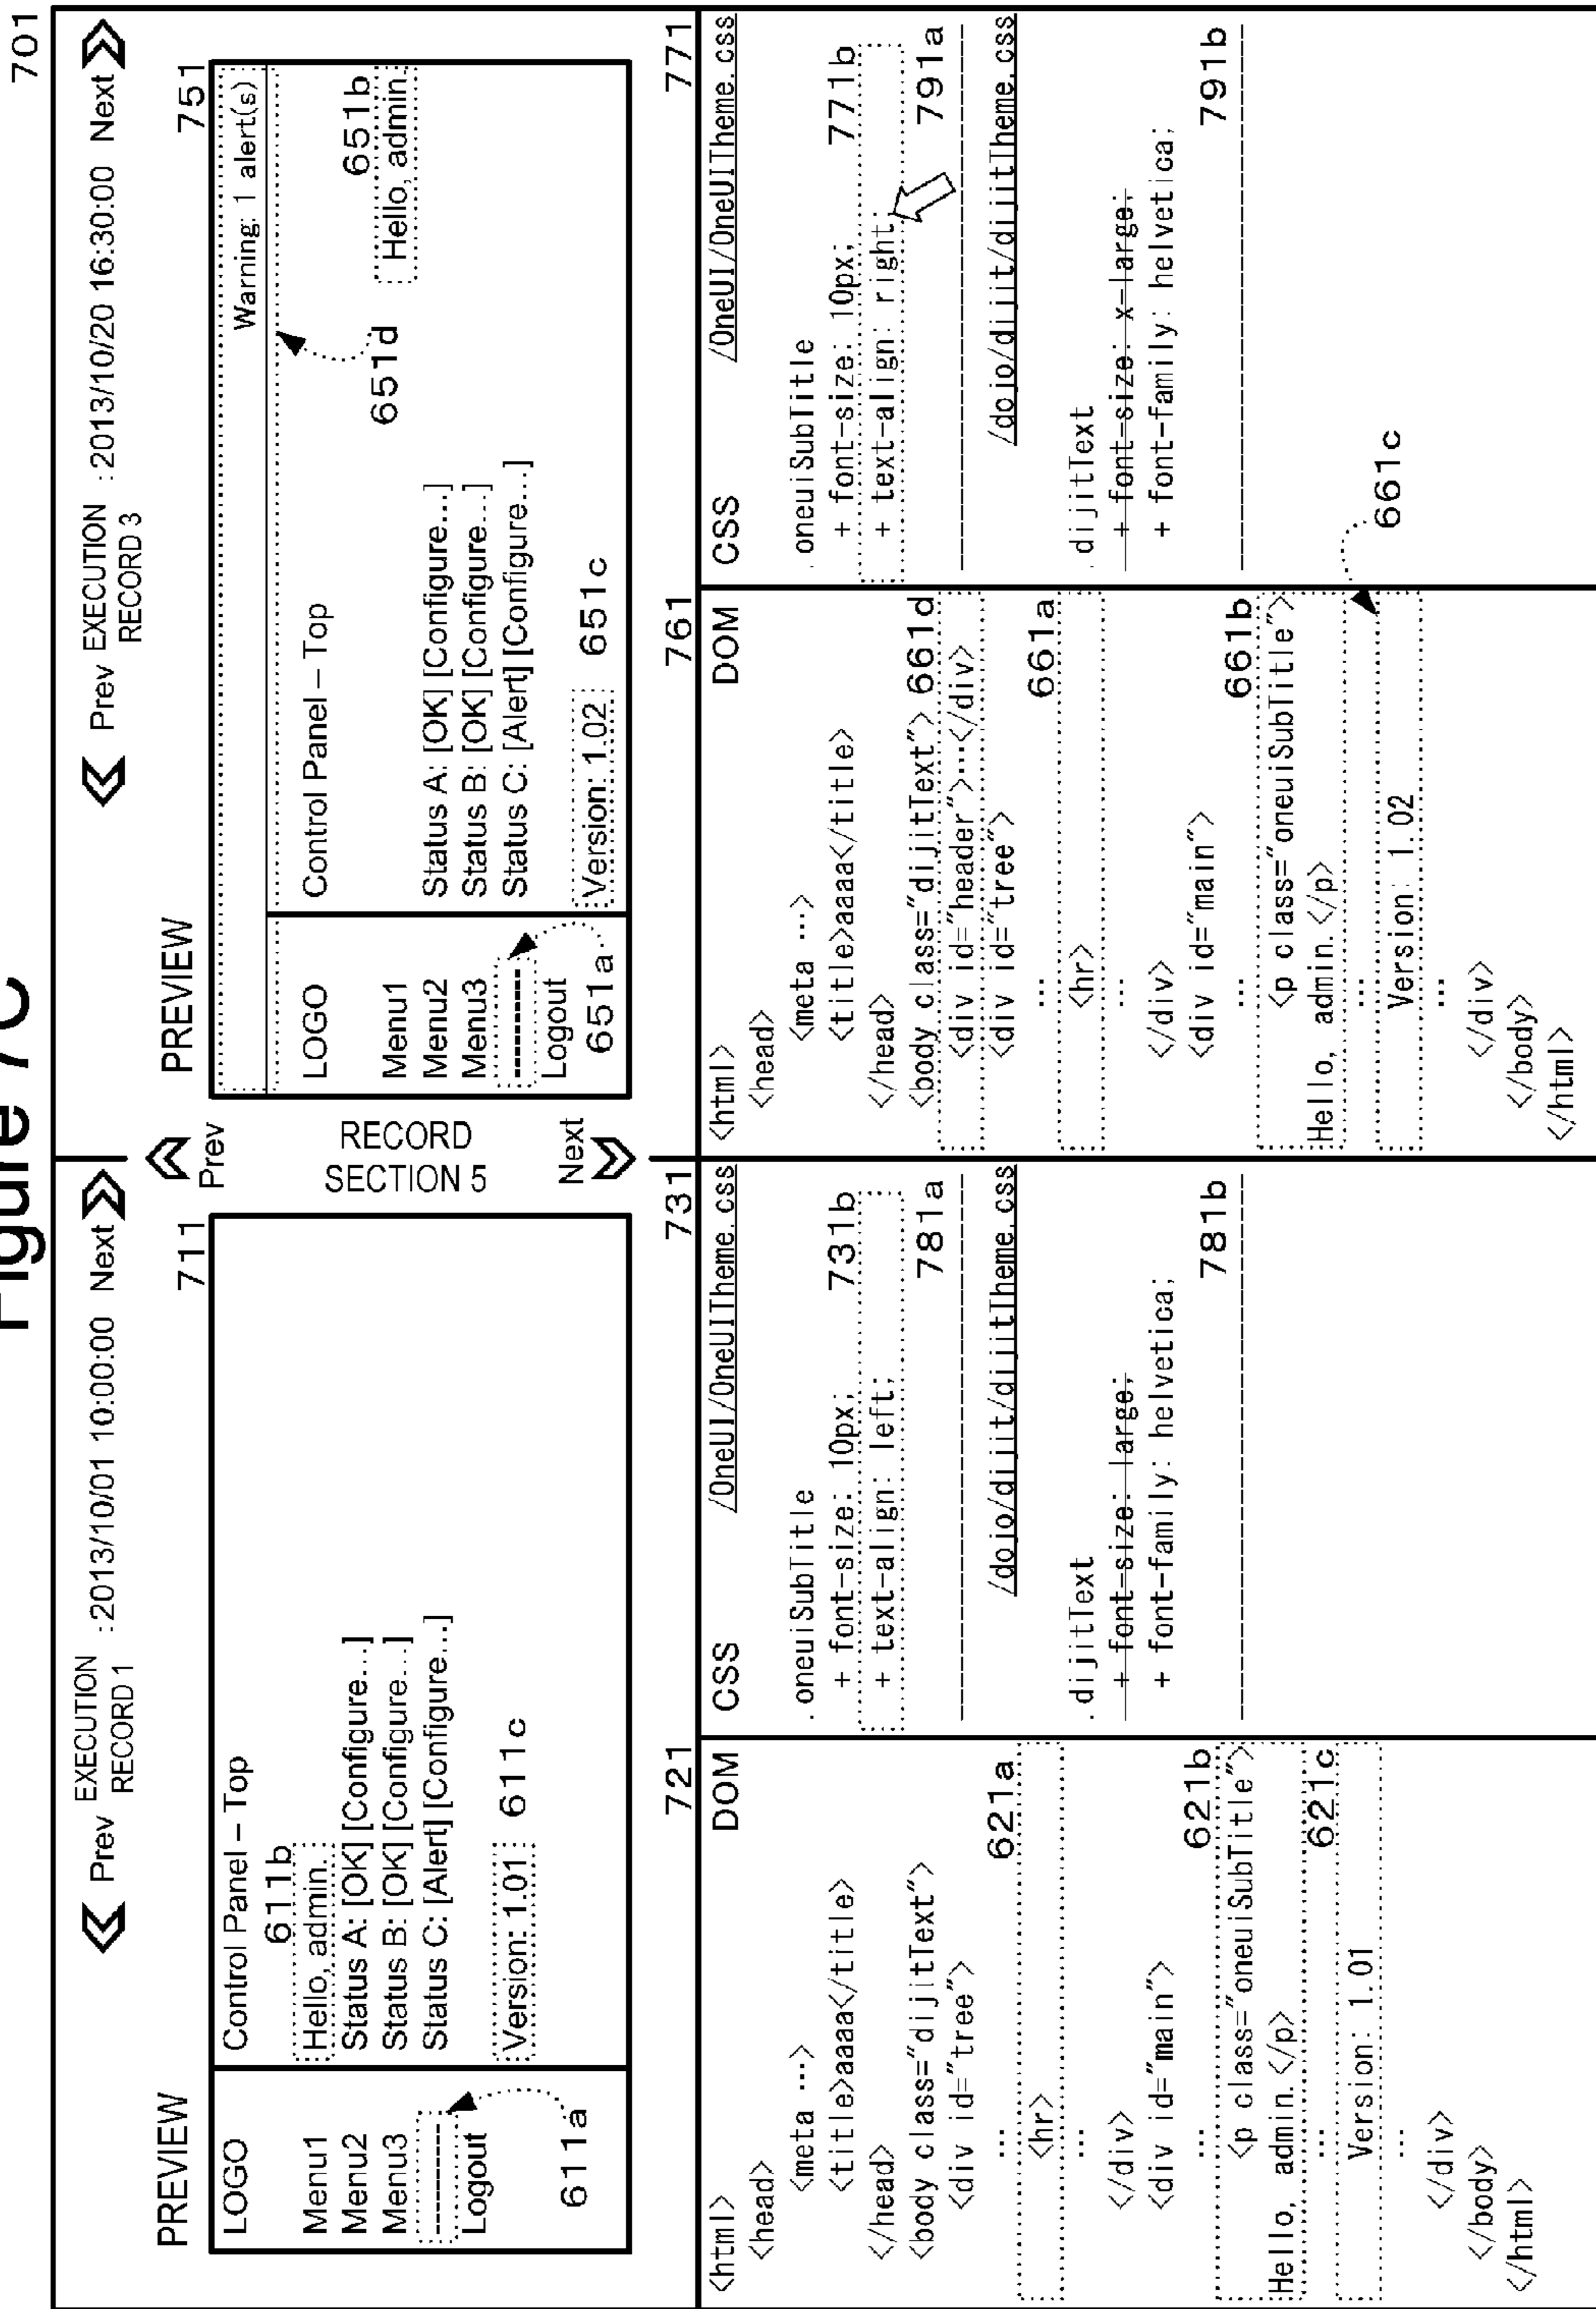 Figure 7C
701
Prev EXECUTION RECORD 1 : 2013/10/01 10:00:00 Next
PREVIEW
711
LOGO
Menu1
Menu2
Menu3
----------
Logout
611a
Control Panel – Top
611b
Hello, admin.
Status A: [OK] [Configure...]
Status B: [OK] [Configure...]
Status C: [Alert] [Configure...]
Version: 1.01 611c
Prev
RECORD
SECTION 5
Next
Prev EXECUTION RECORD 3 : 2013/10/20 16:30:00 Next
PREVIEW
751
Warning: 1 alert(s)
LOGO
Menu1
Menu2
Menu3
----------
Logout
651a
Control Panel – Top
651b
651d
Hello, admin.
Status A: [OK] [Configure...]
Status B: [OK] [Configure...]
Status C: [Alert] [Configure...]
Version: 1.02 651c
721
DOM
<html>
<head>
<meta ...>
<title>aaaa</title>
</head>
<body class="dijitText">
<div id="tree">
...
621a
<hr>
...
</div>
<div id="main">
...
621b
<p class="oneuiSubTitle">
Hello, admin.</p>
...
621c
Version: 1.01
...
</div>
</body>
</html>
731
CSS
/OneUI/OneUITheme.css
.oneuiSubTitle
+ font-size: 10px;
731b
+ text-align: left;
781a
/dojo/dijit/dijitTheme.css
.dijitText
+ font-size: large;
+ font-family: helvetica;
781b
761
DOM
<html>
<head>
<meta ...>
<title>aaaa</title>
</head>
<body class="dijitText"> 661d
<div id="header">...</div>
<div id="tree">
...
661a
<hr>
...
</div>
<div id="main">
...
661b
<p class="oneuiSubTitle">
Hello, admin.</p>
...
661c
Version: 1.02
...
</div>
</body>
</html>
771
CSS
/OneUI/OneUITheme.css
.oneuiSubTitle
+ font-size: 10px;
771b
+ text-align: right;
791a
/dojo/dijit/dijitTheme.css
.dijitText
+ font-size: x-large;
+ font-family: helvetica;
791b